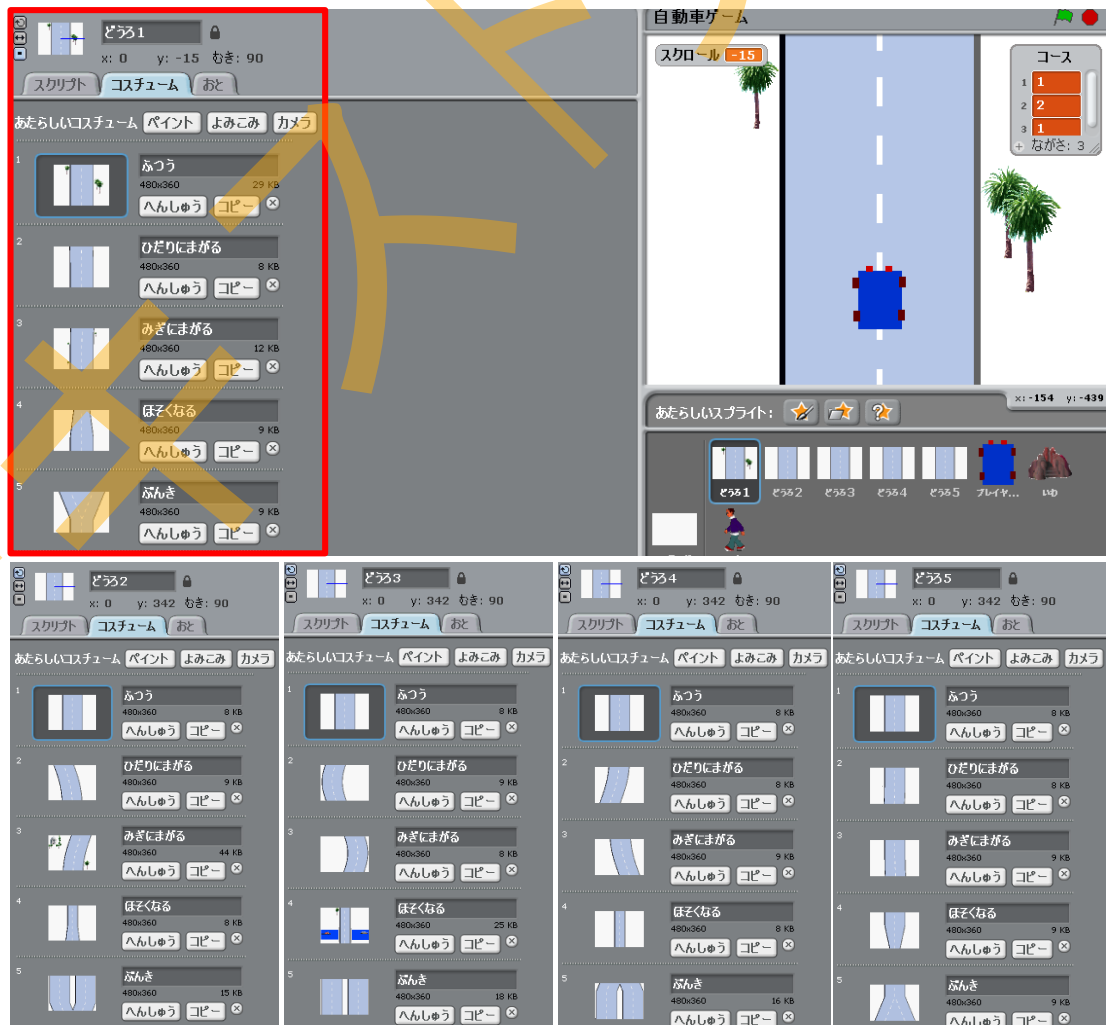 どうろ1
x: 0 y: -15 むき: 90
スクリプト コスチューム おと
あたらしいコスチューム ペイント よみこみ カメラ
1 ふつう
480x360 29 KB
へんしゅう コピー
2 ひだりにまがる
480x360 8 KB
へんしゅう コピー
3 みぎにまがる
480x360 12 KB
へんしゅう コピー
4 ほそくなる
480x360 9 KB
へんしゅう コピー
5 ぶんき
480x360 9 KB
へんしゅう コピー
自動車ゲーム
スクロール -15
コース
1 1
2 2
3 1
+ ながさ: 3
x: -154 y: -439
あたらしいスプライト:
どうろ1 どうろ2 どうろ3 どうろ4 どうろ5 プレイヤ... いわ
どうろ2
x: 0 y: 342 むき: 90
スクリプト コスチューム おと
あたらしいコスチューム ペイント よみこみ カメラ
1 ふつう
480x360 8 KB
へんしゅう コピー
2 ひだりにまがる
480x360 9 KB
へんしゅう コピー
3 みぎにまがる
480x360 44 KB
へんしゅう コピー
4 ほそくなる
480x360 8 KB
へんしゅう コピー
5 ぶんき
480x360 15 KB
へんしゅう コピー
どうろ3
x: 0 y: 342 むき: 90
スクリプト コスチューム おと
あたらしいコスチューム ペイント よみこみ カメラ
1 ふつう
480x360 8 KB
へんしゅう コピー
2 ひだりにまがる
480x360 9 KB
へんしゅう コピー
3 みぎにまがる
480x360 8 KB
へんしゅう コピー
4 ほそくなる
480x360 25 KB
へんしゅう コピー
5 ぶんき
480x360 18 KB
へんしゅう コピー
どうろ4
x: 0 y: 342 むき: 90
スクリプト コスチューム おと
あたらしいコスチューム ペイント よみこみ カメラ
1 ふつう
480x360 8 KB
へんしゅう コピー
2 ひだりにまがる
480x360 8 KB
へんしゅう コピー
3 みぎにまがる
480x360 9 KB
へんしゅう コピー
4 ほそくなる
480x360 8 KB
へんしゅう コピー
5 ぶんき
480x360 16 KB
へんしゅう コピー
どうろ5
x: 0 y: 342 むき: 90
スクリプト コスチューム おと
あたらしいコスチューム ペイント よみこみ カメラ
1 ふつう
480x360 8 KB
へんしゅう コピー
2 ひだりにまがる
480x360 8 KB
へんしゅう コピー
3 みぎにまがる
480x360 9 KB
へんしゅう コピー
4 ほそくなる
480x360 9 KB
へんしゅう コピー
5 ぶんき
480x360 9 KB
へんしゅう コピー